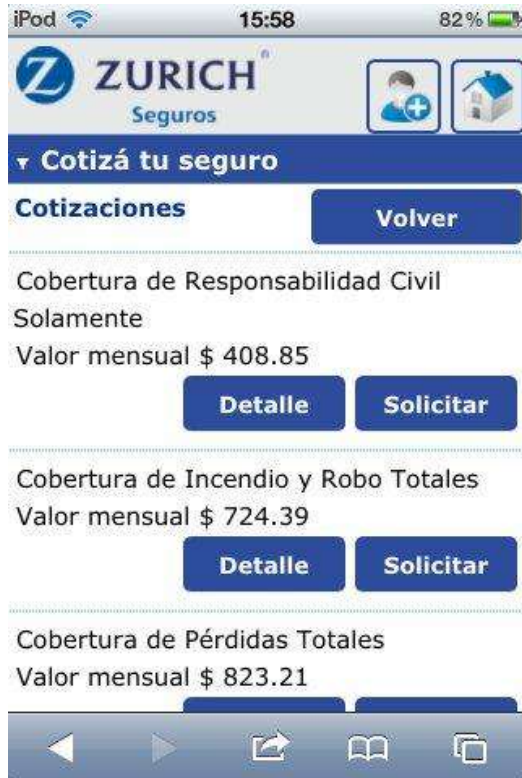 iPod 15:58 82%
ZURICH®
Seguros
▼ Cotizá tu seguro
Cotizaciones Volver
Cobertura de Responsabilidad Civil
Solamente
Valor mensual $ 408.85
Detalle Solicitar
Cobertura de Incendio y Robo Totales
Valor mensual $ 724.39
Detalle Solicitar
Cobertura de Pérdidas Totales
Valor mensual $ 823.21